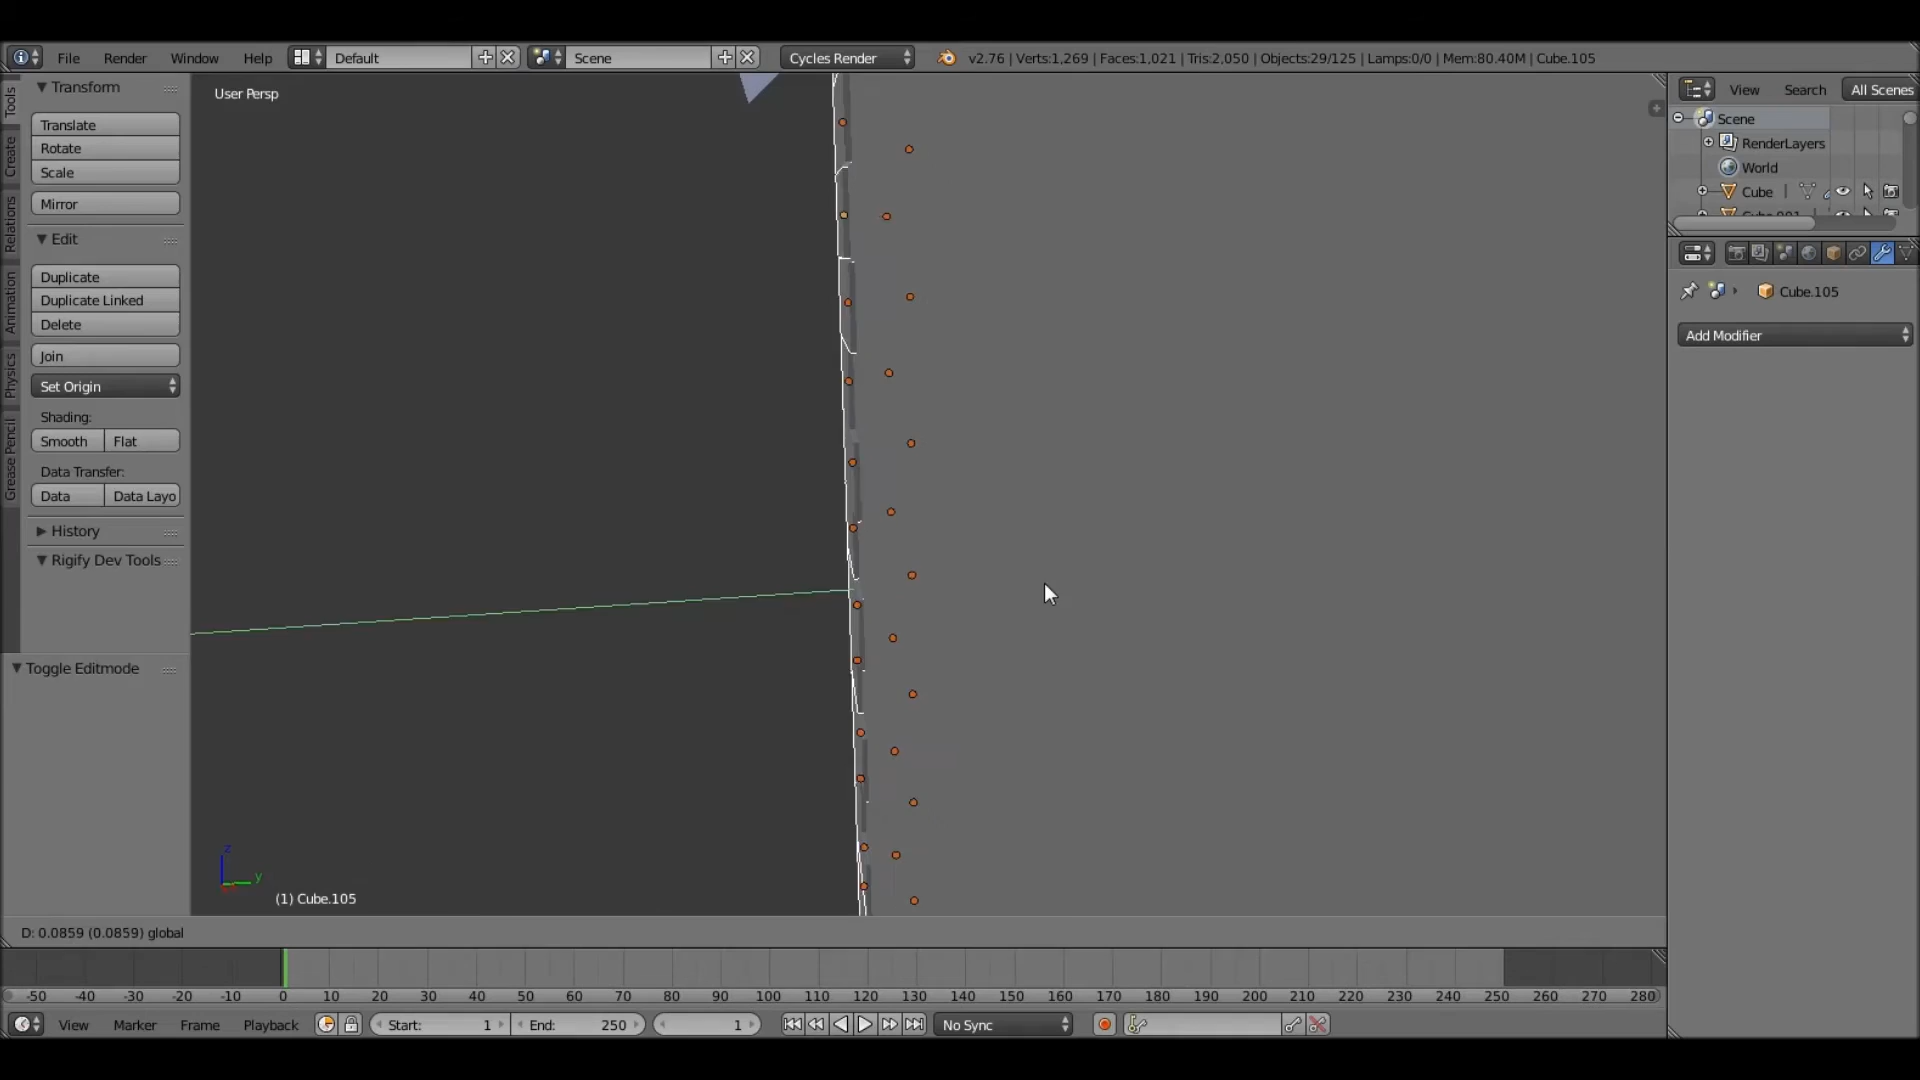 File Render Window Help Default Scene Cycles Render v2.76 | Verts:1,269 | Faces:1,021 | Tris:2,050 | Objects:29/125 | Lamps:0/0 | Mem:80.40M | Cube.105
Tools
Create
Relations
Animation
Physics
Grease Pencil
Transform
Translate
Rotate
Scale
Mirror
Edit
Duplicate
Duplicate Linked
Delete
Join
Set Origin
Shading:
Smooth Flat
Data Transfer:
Data Data Layo
History
Rigify Dev Tools
Toggle Editmode
User Persp
z
y
(1) Cube.105
View Search All Scenes
Scene
RenderLayers
World
Cube
Cube.001
Cube.105
Add Modifier
D: 0.0859 (0.0859) global
-50 -40 -30 -20 -10 0 10 20 30 40 50 60 70 80 90 100 110 120 130 140 150 160 170 180 190 200 210 220 230 240 250 260 270 280
View Marker Frame Playback Start: 1 End: 250 1 No Sync